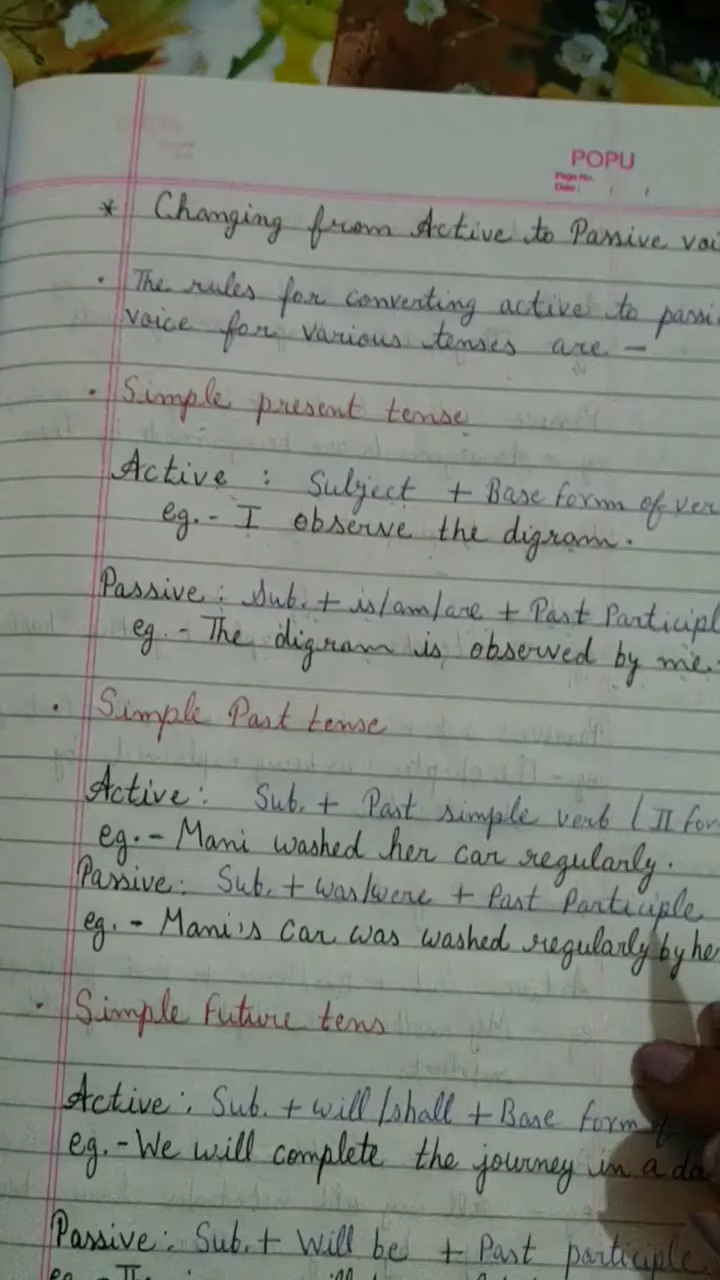 POPU
Page No.
Date :
* Changing from Active to Passive voi
• The rules for converting active to passi
voice for various tenses are —
• Simple present tense
Active : Subject + Base form of ver
eg. - I observe the digram.
Passive : Sub. + is/am/are + Past Participl
eg. - The digram is observed by me.
• Simple Past tense
Active : Sub. + Past simple verb (II for
eg. - Mani washed her car regularly.
Passive : Sub. + was/were + Past Participle
eg. - Mani's car was washed regularly by he
• Simple Future tens
Active : Sub. + will/shall + Base form
eg. - We will complete the journey in a da
Passive : Sub. + Will be + Past participle.